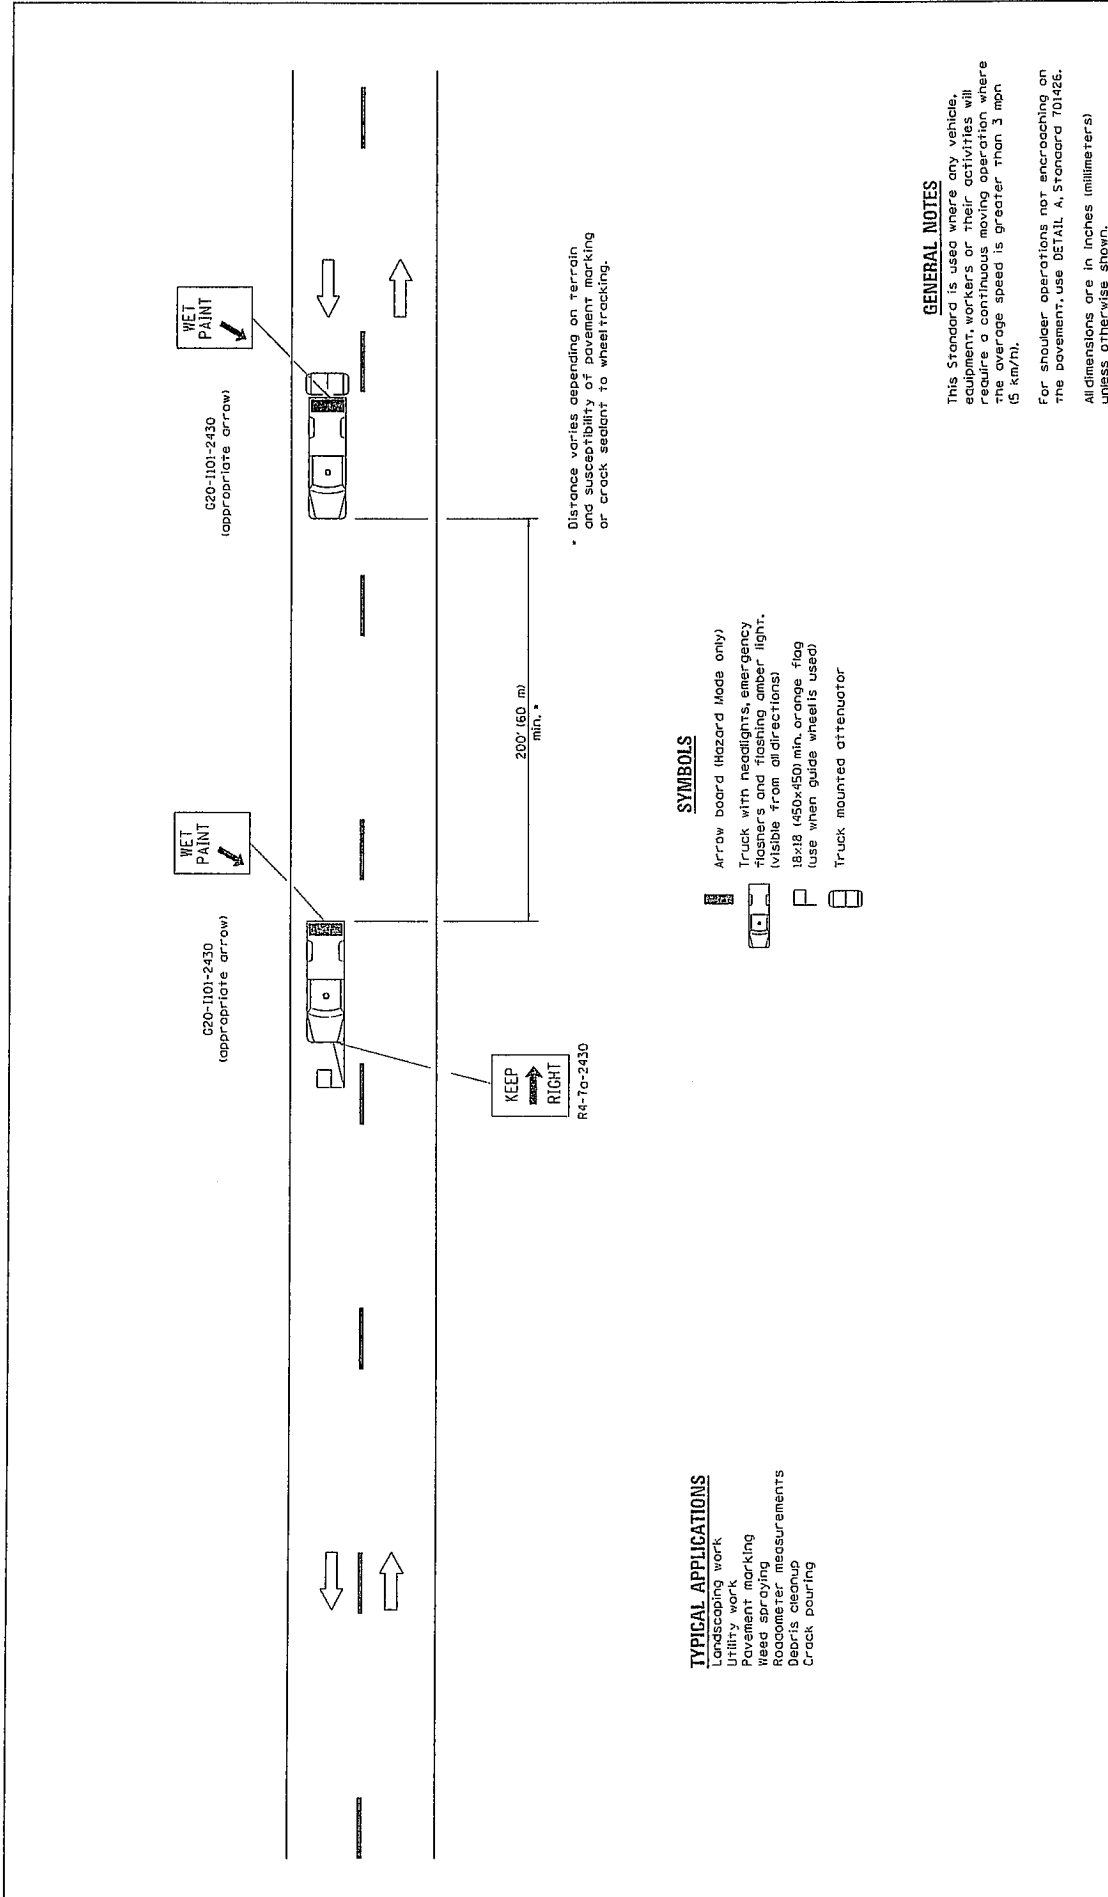 WET
PAINT
G20-I101-2430
(appropriate arrow)
WET
PAINT
G20-I101-2430
(appropriate arrow)
KEEP
RIGHT
R4-7a-2430
200' (60 m)
min. *
* Distance varies depending on terrain
and susceptibility of pavement marking
or crack sealant to wheel tracking.
TYPICAL APPLICATIONS
Landscaping work
Utility work
Pavement marking
Weed spraying
Roadometer measurements
Debris cleanup
Crack pouring
SYMBOLS
Arrow board (Hazard Mode only)
Truck with headlights, emergency
flashers and flashing amber light.
(visible from all directions)
18x18 (450x450) min. orange flag
(use when guide wheel is used)
Truck mounted attenuator
GENERAL NOTES
This Standard is used where any vehicle,
equipment, workers or their activities will
require a continuous moving operation where
the average speed is greater than 3 mph
(5 km/h).
For shoulder operations not encroaching on
the pavement, use DETAIL A, Standard 701426.
All dimensions are in inches (millimeters)
unless otherwise shown.